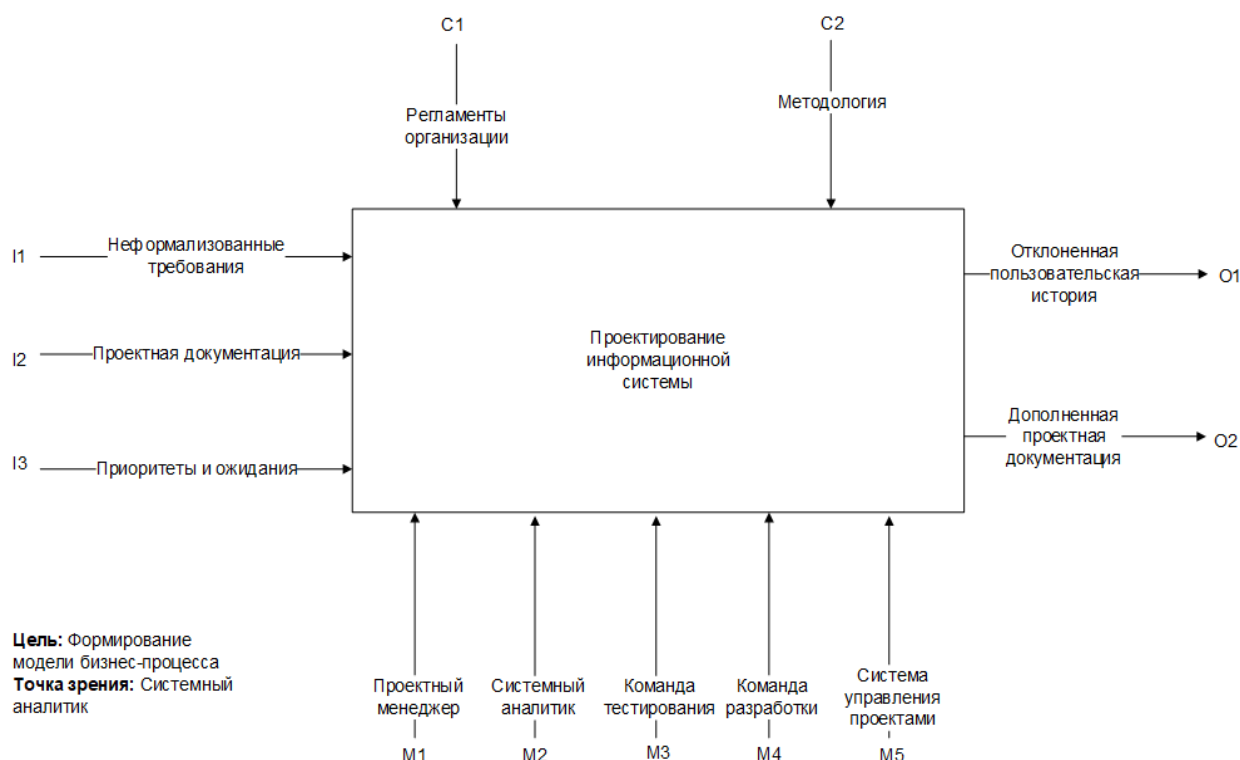 C1
C2
Регламенты
организации
Методология
I1
Неформализованные
требования
I2
Проектная документация
I3
Приоритеты и ожидания
Проектирование
информационной
системы
Отклоненная
пользовательская
история
O1
Дополненная
проектная
документация
O2
Цель: Формирование
модели бизнес-процесса
Точка зрения: Системный
аналитик
Проектный
менеджер
Системный
аналитик
Команда
тестирования
Команда
разработки
Система
управления
проектами
M1
M2
M3
M4
M5